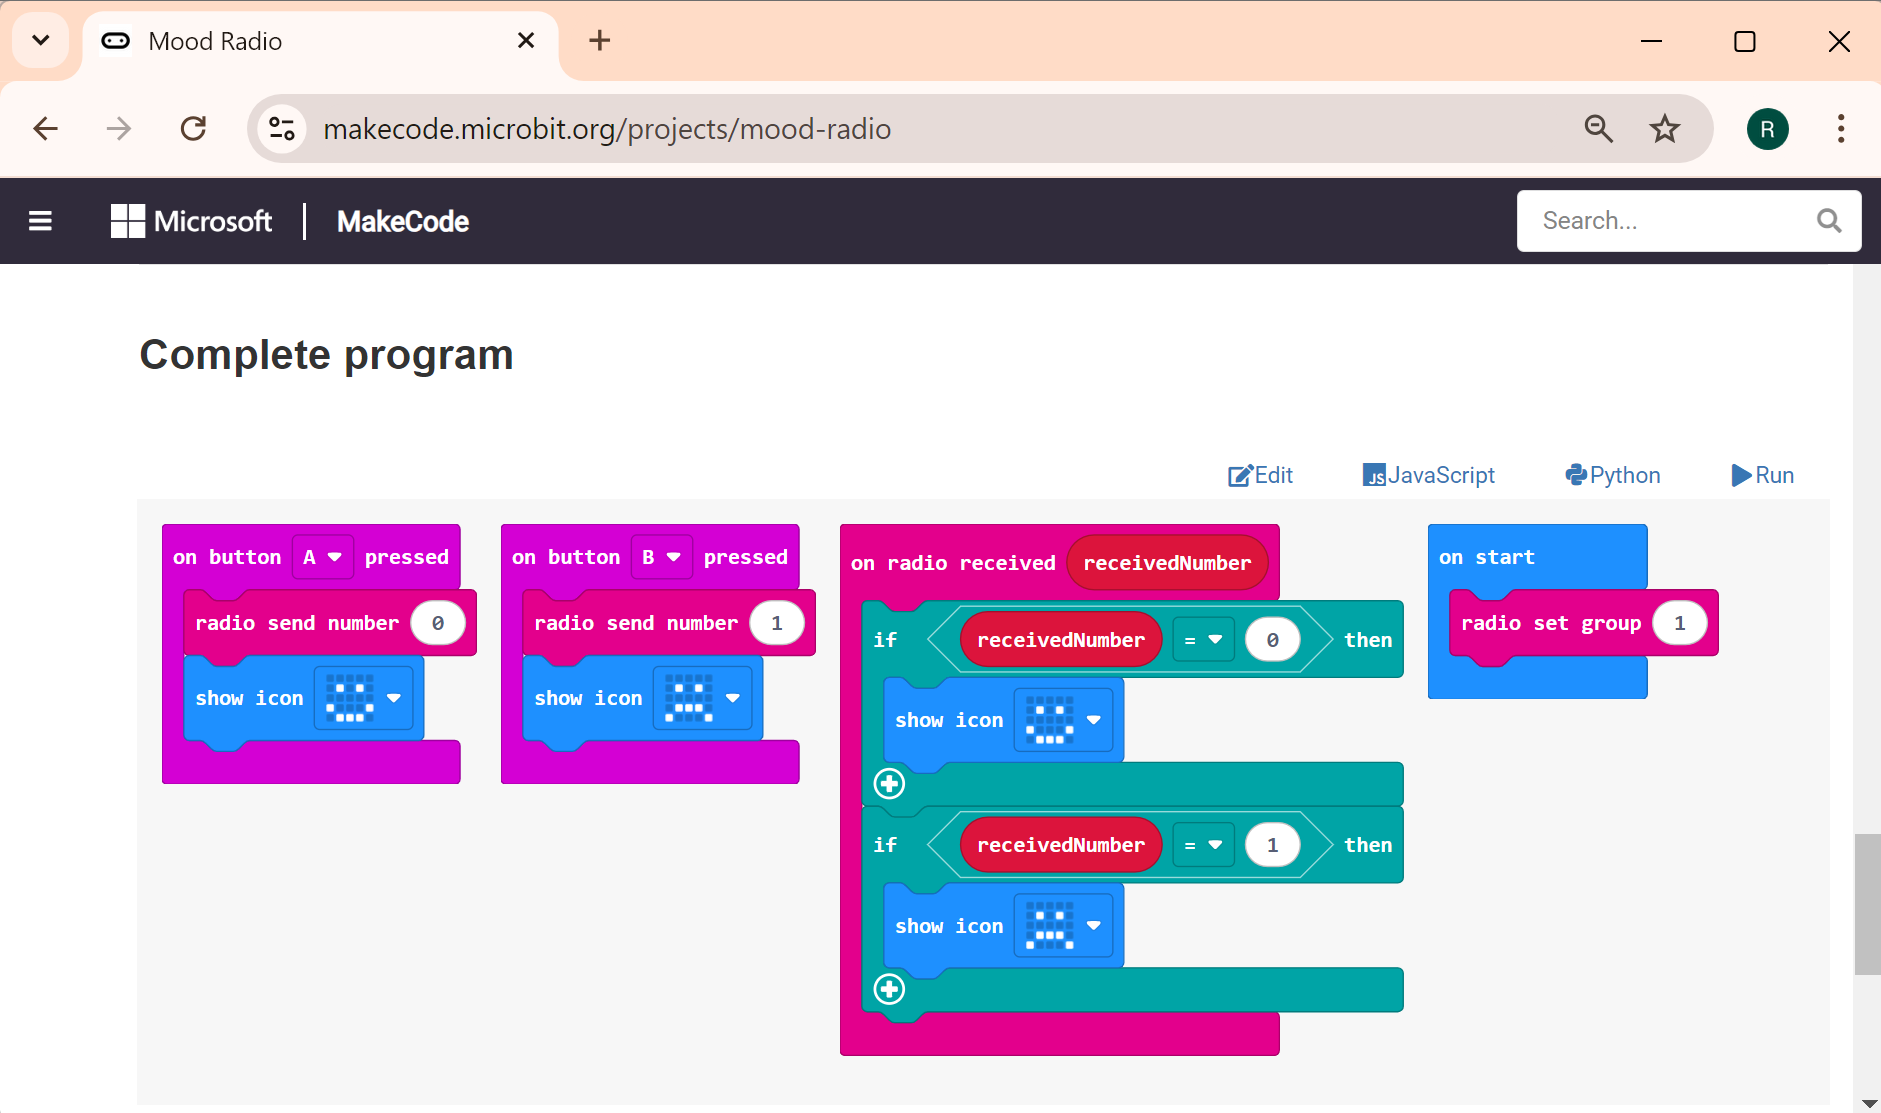 Mood Radio
makecode.microbit.org/projects/mood-radio
R
Microsoft
MakeCode
Search...
Complete program
Edit
JS JavaScript
Python
Run
on button A pressed
radio send number 0
show icon
on button B pressed
radio send number 1
show icon
on radio received receivedNumber
if receivedNumber = 0 then
show icon
if receivedNumber = 1 then
show icon
on start
radio set group 1